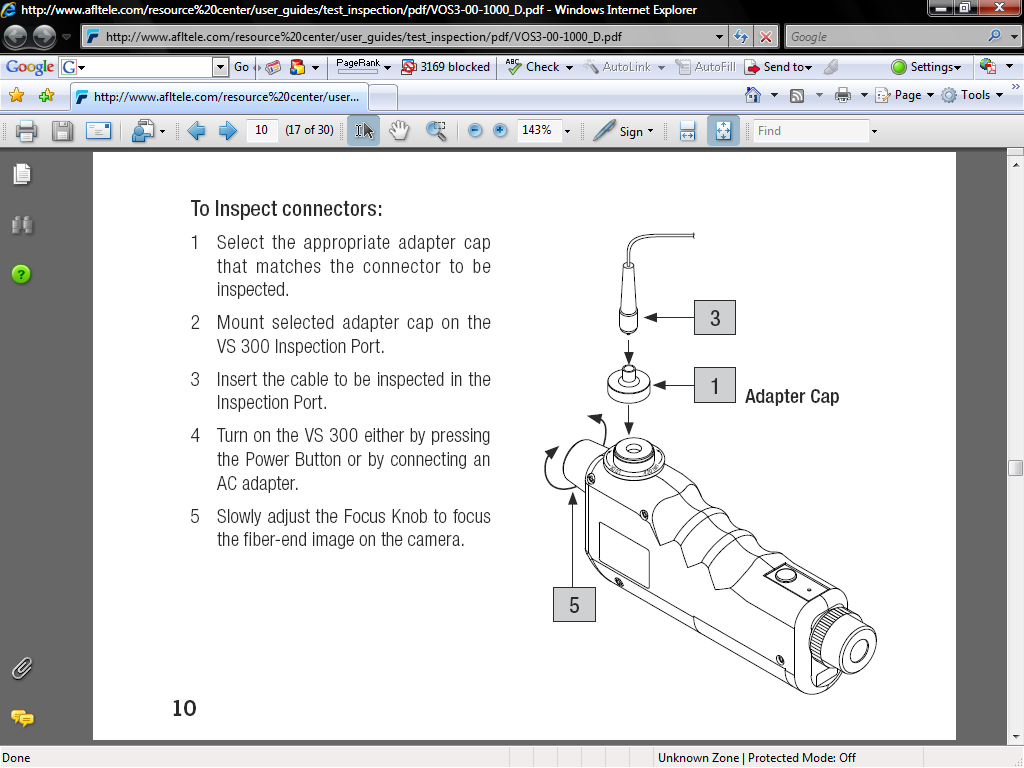 http://www.afltele.com/resource%20center/user_guides/test_inspection/pdf/VOS3-00-1000_D.pdf - Windows Internet Explorer
http://www.afltele.com/resource%20center/user_guides/test_inspection/pdf/VOS3-00-1000_D.pdf
Google
Google G Go PageRank 3169 blocked ABC Check AutoLink AutoFill Send to Settings
http://www.afltele.com/resource%20center/user... Page Tools
10 (17 of 30) 143% Sign Find
To Inspect connectors:
1 Select the appropriate adapter cap
that matches the connector to be
inspected.
2 Mount selected adapter cap on the
VS 300 Inspection Port.
3 Insert the cable to be inspected in the
Inspection Port.
4 Turn on the VS 300 either by pressing
the Power Button or by connecting an
AC adapter.
5 Slowly adjust the Focus Knob to focus
the fiber-end image on the camera.
3
1
Adapter Cap
5
10
Done Unknown Zone | Protected Mode: Off